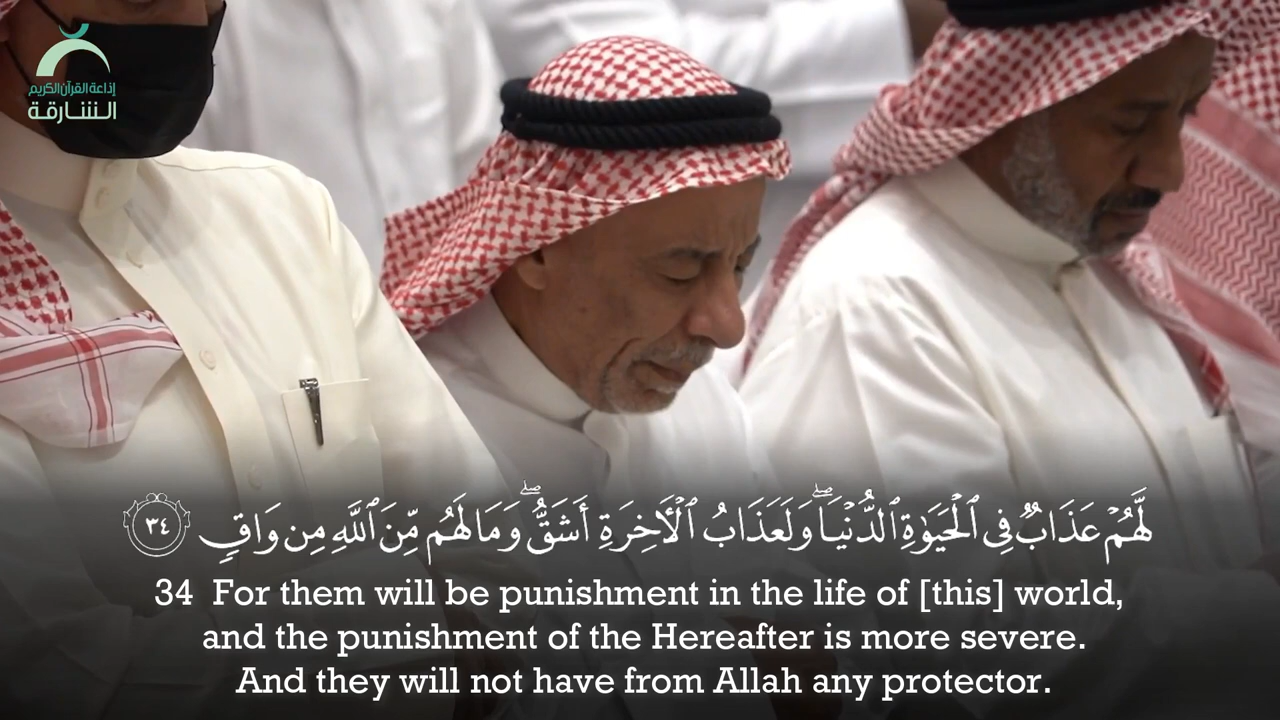 إذاعة القرآن الكريم
الشارقة
لَّهُمْ عَذَابٌ فِى ٱلْحَيَوٰةِ ٱلدُّنْيَا ۖ وَلَعَذَابُ ٱلْـَٔاخِرَةِ أَشَقُّ ۖ وَمَا لَهُم مِّنَ ٱللَّهِ مِن وَاقٍ ٣٤
34 For them will be punishment in the life of [this] world,
and the punishment of the Hereafter is more severe.
And they will not have from Allah any protector.